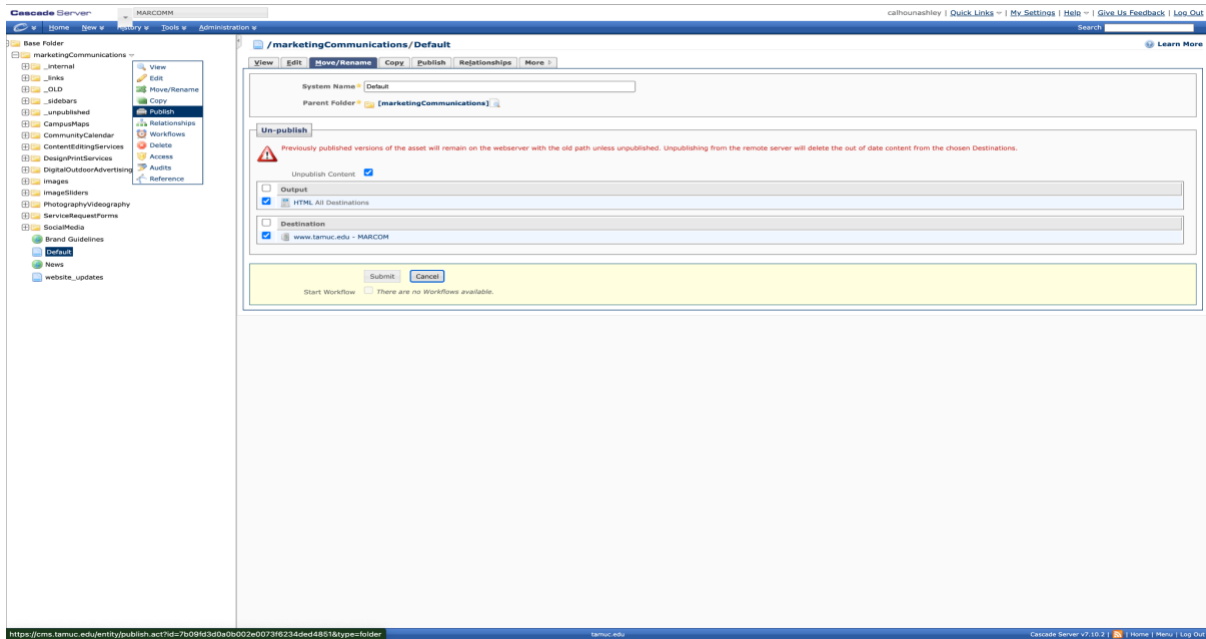 Cascade Server MARCOMM calhounashley | Quick Links | My Settings | Help | Give Us Feedback | Log Out
Home New History Tools Administration Search
Base Folder
marketingCommunications
_internal
_links
_OLD
_sidebars
_unpublished
CampusMaps
CommunityCalendar
ContentEditingServices
DesignPrintServices
DigitalOutdoorAdvertising
images
imageSliders
PhotographyVideography
ServiceRequestForms
SocialMedia
Brand Guidelines
Default
News
website_updates
View
Edit
Move/Rename
Copy
Publish
Relationships
Workflows
Delete
Access
Audits
Reference
/marketingCommunications/Default Learn More
View Edit Move/Rename Copy Publish Relationships More >
System Name * Default
Parent Folder * [marketingCommunications]
Un-publish
Previously published versions of the asset will remain on the webserver with the old path unless unpublished. Unpublishing from the remote server will delete the out of date content from the chosen Destinations.
Unpublish Content
Output
HTML All Destinations
Destination
www.tamuc.edu - MARCOM
Submit Cancel
Start Workflow There are no Workflows available.
https://cms.tamuc.edu/entity/publish.act?id=7b09fd3d0a0b002e0073f6234ded4851&type=folder tamuc.edu Cascade Server v7.10.2 | Home | Menu | Log Out